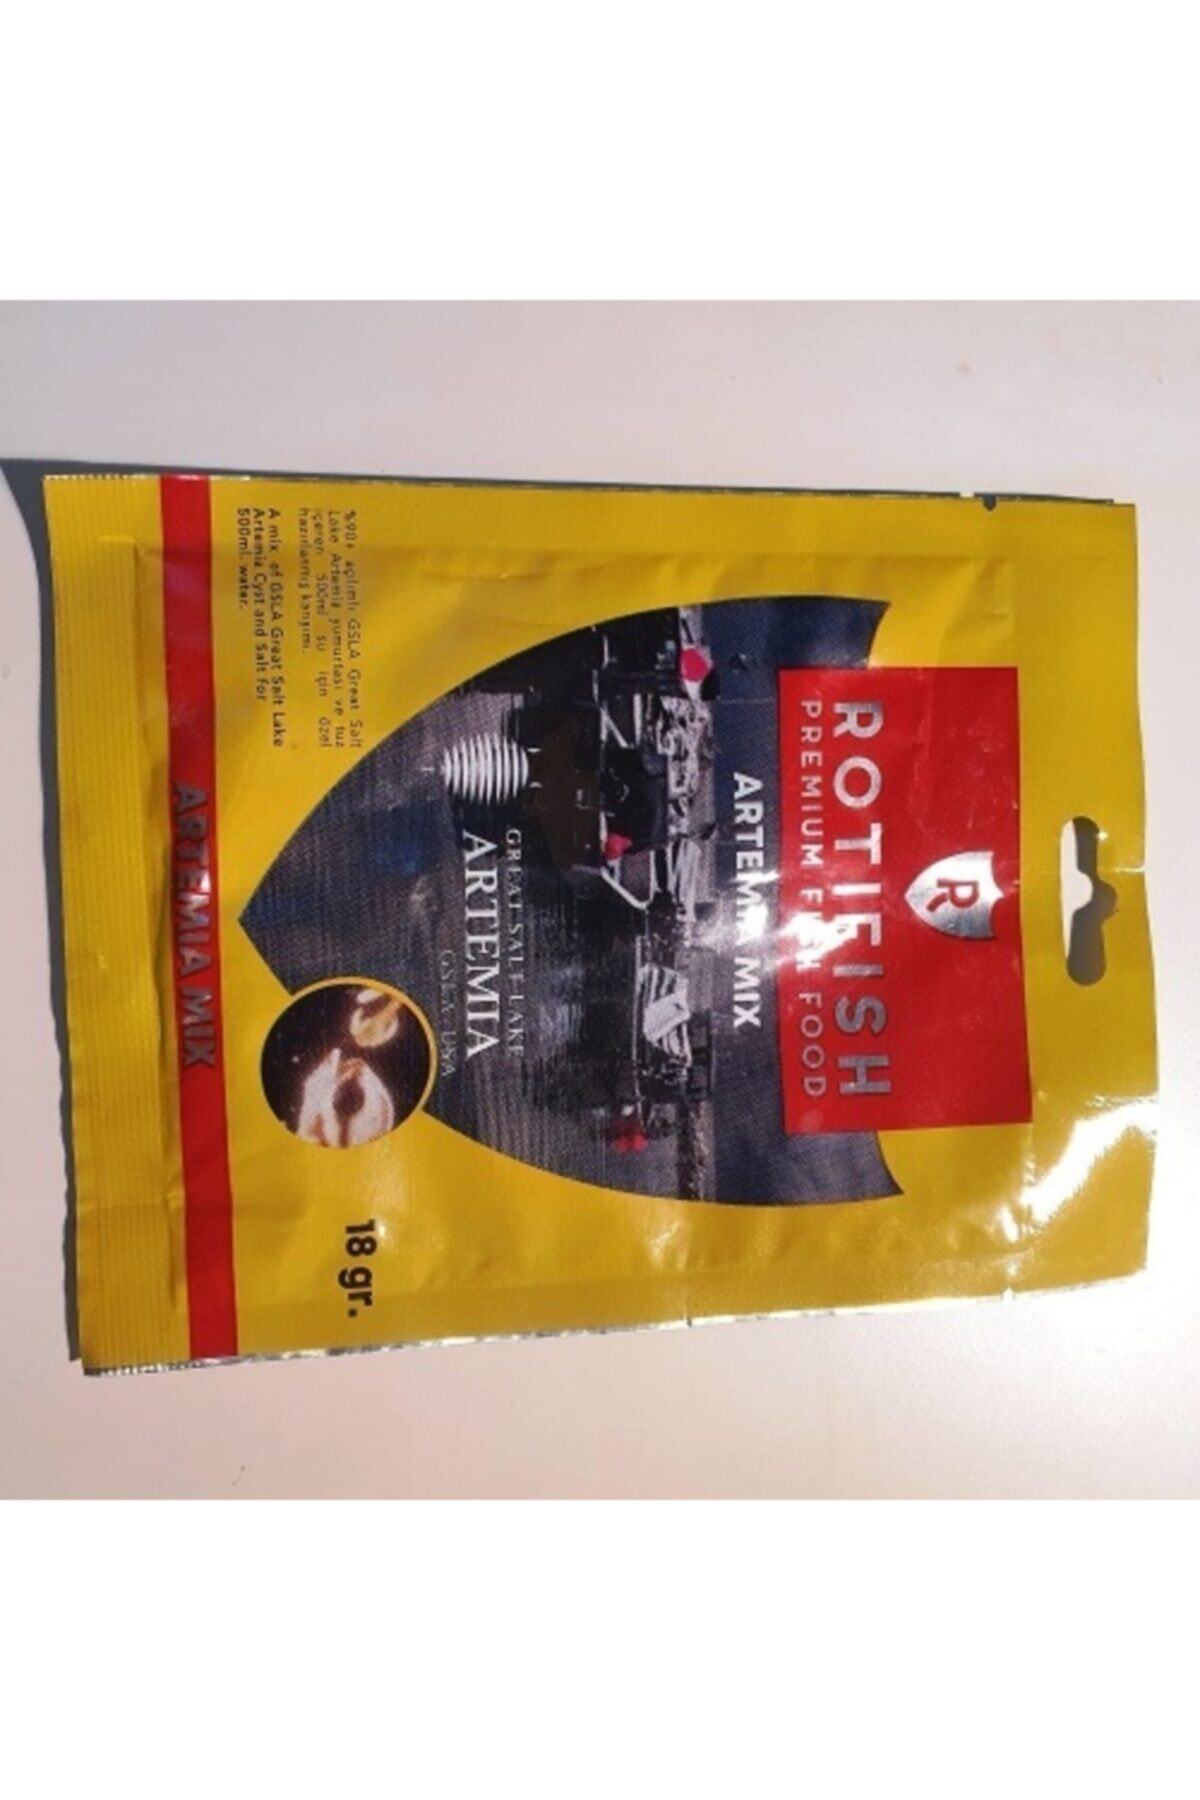 R
ROTIFISH
PREMIUM FISH FOOD
ARTEMIA MIX
GREAT SALT LAKE
ARTEMIA
GSLA USA
%90+ açılımlı GSLA Great Salt
Lake Artemia yumurtası ve tuz
içeren 500ml su için özel
hazırlanmış karışım.
A mix of GSLA Great Salt Lake
Artemia Cyst and Salt for
500ml. water.
18 gr.
ARTEMIA MIX